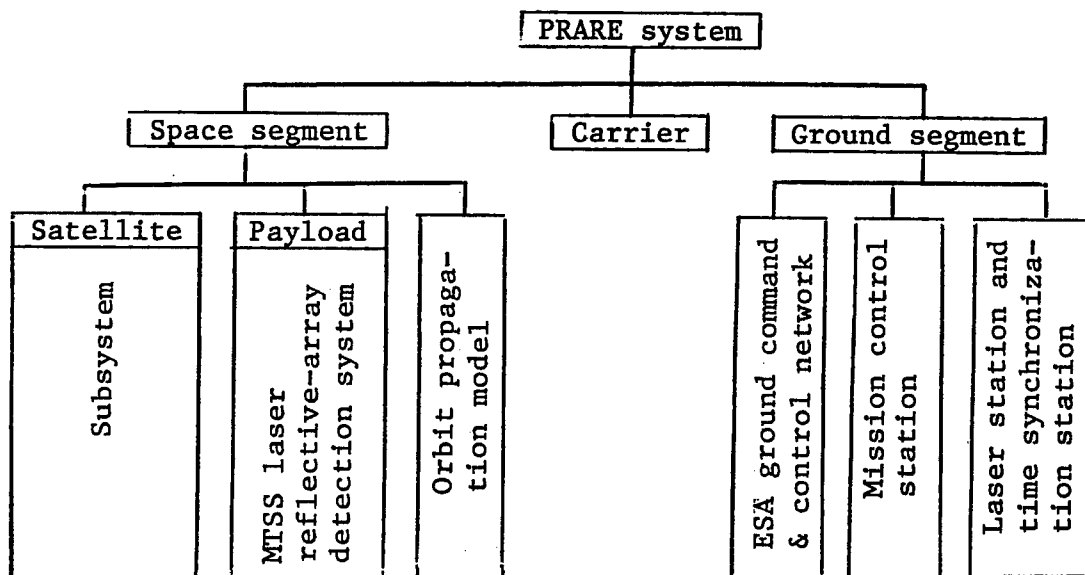 PRARE system
Space segment
Carrier
Ground segment
Satellite
Subsystem
Payload
MTSS laser
reflective-array
detection system
Orbit propaga-
tion model
ESA ground command
& control network
Mission control
station
Laser station and
time synchroniza-
tion station